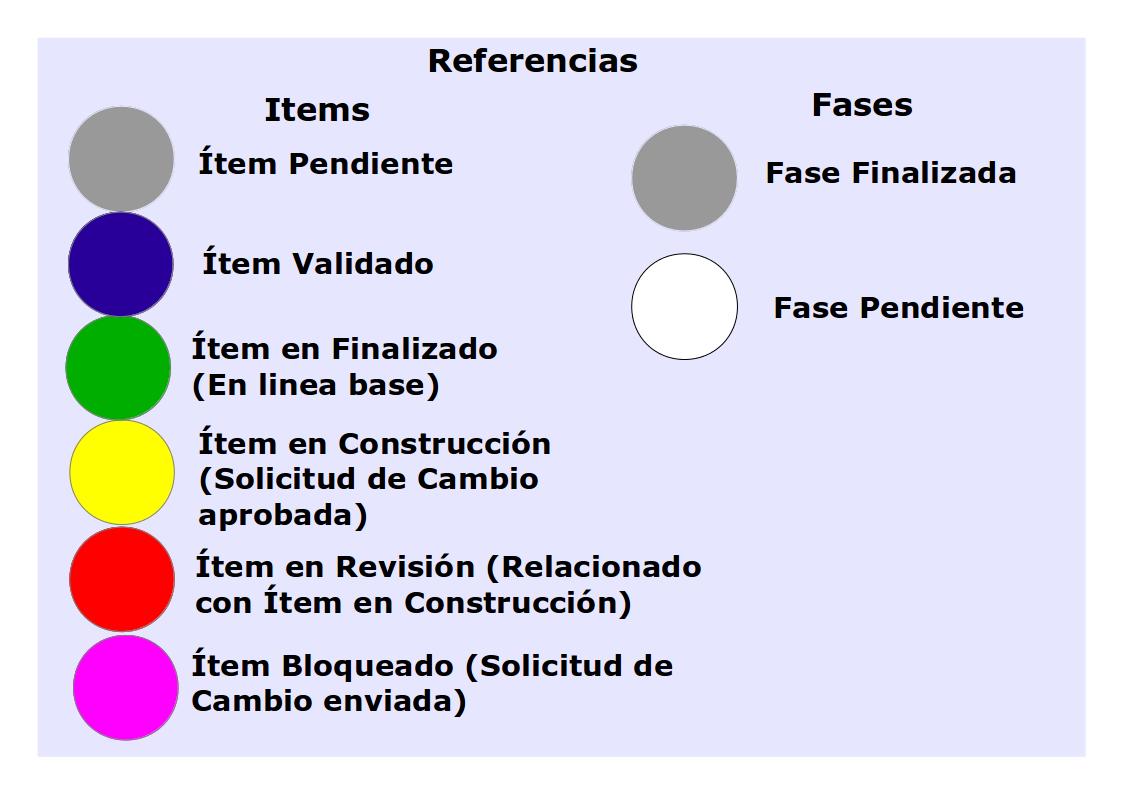 Referencias
Items
Ítem Pendiente
Ítem Validado
Ítem en Finalizado
(En linea base)
Ítem en Construcción
(Solicitud de Cambio
aprobada)
Ítem en Revisión (Relacionado
con Ítem en Construcción)
Ítem Bloqueado (Solicitud de
Cambio enviada)
Fases
Fase Finalizada
Fase Pendiente